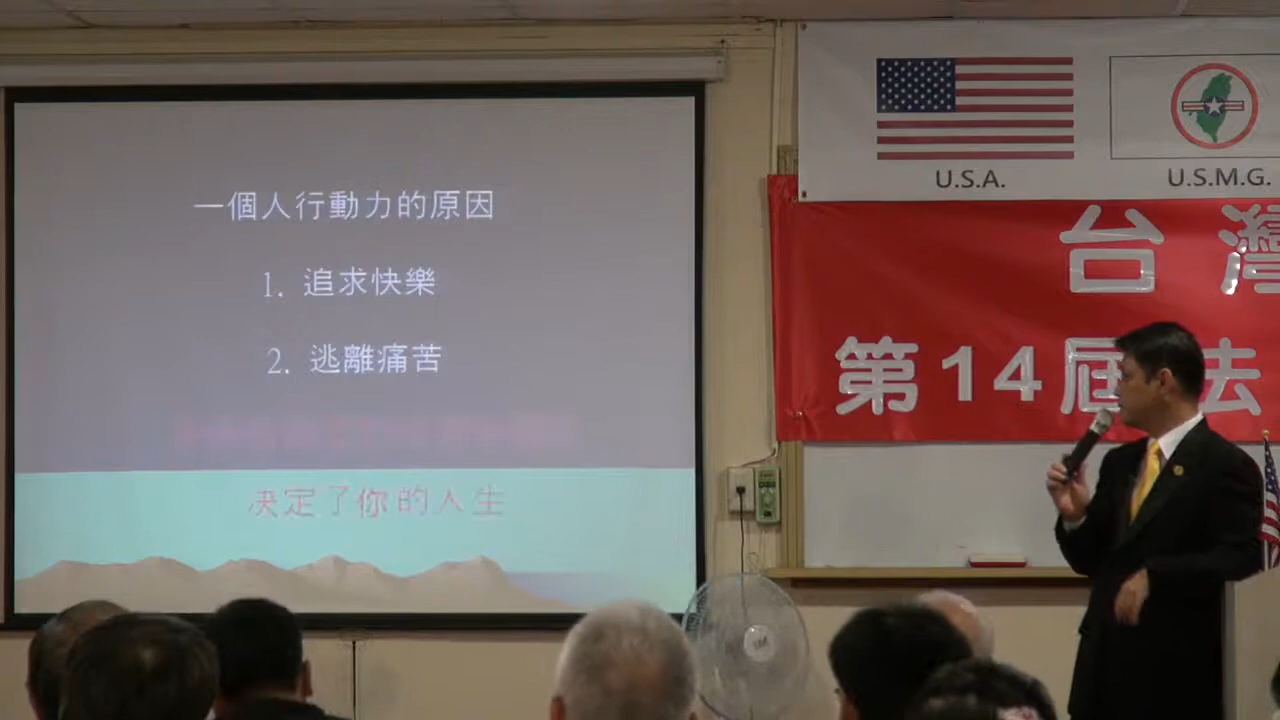 一個人行動力的原因
1. 追求快樂
2. 逃離痛苦
決定了你的人生
U.S.A.
U.S.M.G.
台灣
第14屆法